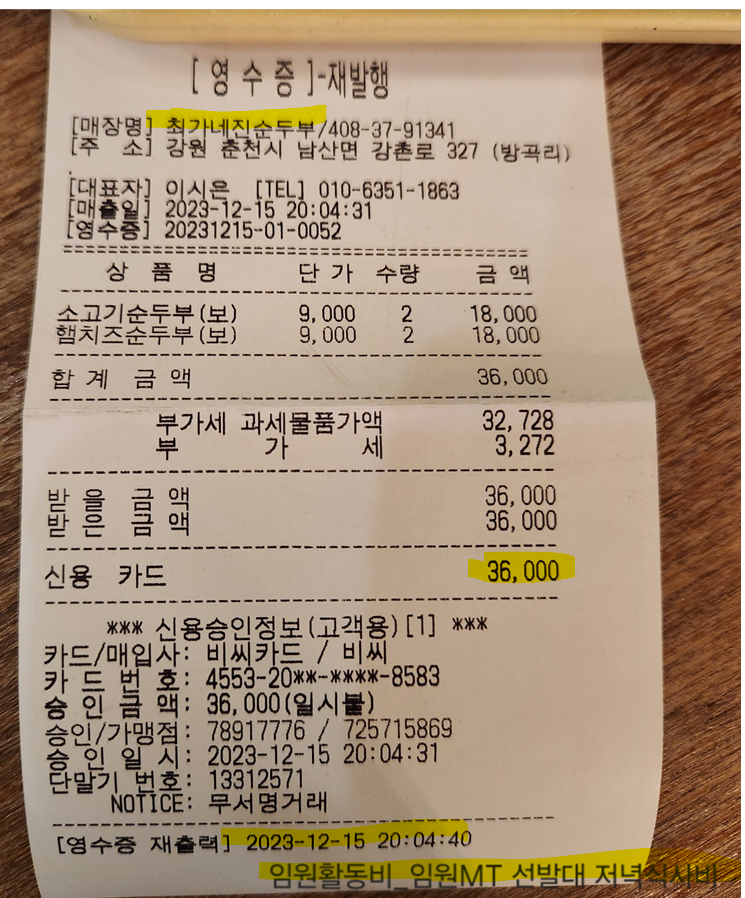 [영수증]-재발행
[매장명] 최가네진순두부/408-37-91341
[주 소] 강원 춘천시 남산면 강촌로 327 (방곡리)
[대표자] 이시은 [TEL] 010-6351-1863
[매출일] 2023-12-15 20:04:31
[영수증] 20231215-01-0052
상 품 명 단 가 수량 금 액
소고기순두부(보) 9,000 2 18,000
햄치즈순두부(보) 9,000 2 18,000
합 계 금 액 36,000
부가세 과세물품가액 32,728
부 가 세 3,272
받 을 금 액 36,000
받 은 금 액 36,000
신용 카드 36,000
*** 신용승인정보(고객용)[1] ***
카드/매입사: 비씨카드 / 비씨
카 드 번 호: 4553-20**-****-8583
승 인 금 액: 36,000(일시불)
승인/가맹점: 78917776 / 725715869
승 인 일 시: 2023-12-15 20:04:31
단말기 번호: 13312571
NOTICE: 무서명거래
[영수증 재출력] 2023-12-15 20:04:40
임원활동비_임원MT 선발대 저녁식사비